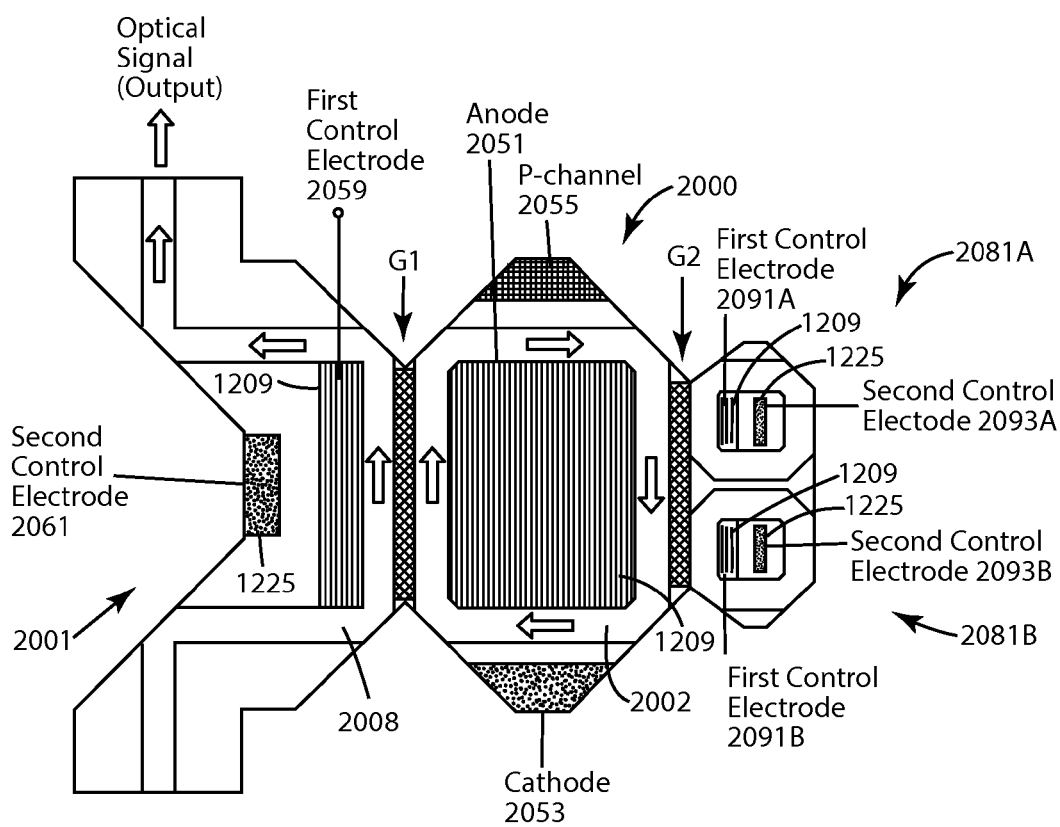 Optical
Signal
(Output)
First
Control
Electrode
2059
Anode
2051
P-channel
2055
2000
G1
G2
First Control
Electrode
2091A
2081A
1209
1225
Second Control
Electode 2093A
1209
Second
Control
Electrode
2061
1225
1209
1225
Second Control
Electrode 2093B
2001
2008
1209
2002
2081B
First Control
Electrode
2091B
Cathode
2053